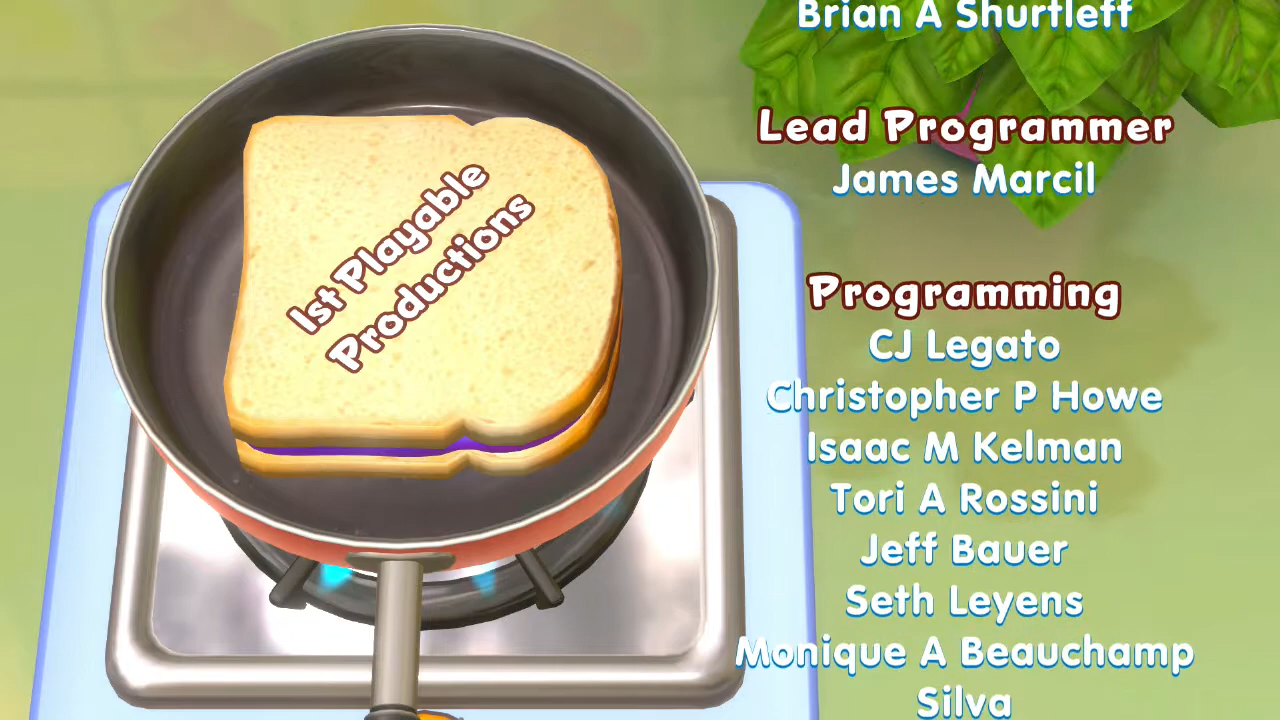 1st Playable
Productions
Brian A Shurtleff
Lead Programmer
James Marcil
Programming
CJ Legato
Christopher P Howe
Isaac M Kelman
Tori A Rossini
Jeff Bauer
Seth Leyens
Monique A Beauchamp
Silva